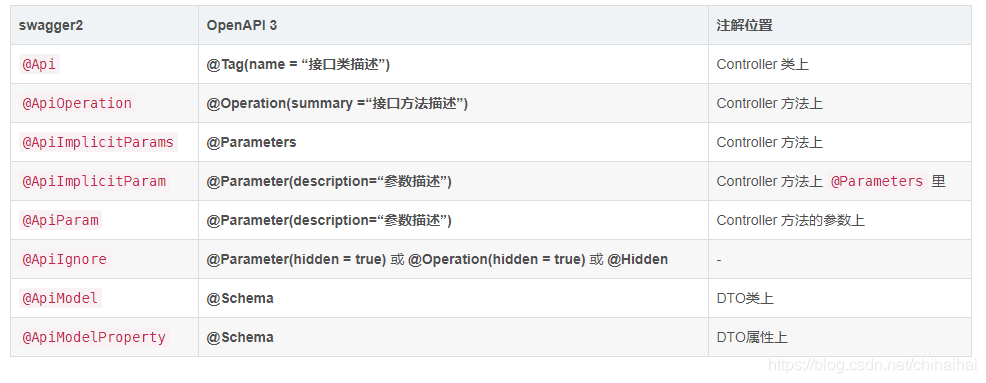 swagger2 OpenAPI 3 注解位置
@Api @Tag(name = “接口类描述”) Controller 类上
@ApiOperation @Operation(summary =“接口方法描述”) Controller 方法上
@ApiImplicitParams @Parameters Controller 方法上
@ApiImplicitParam @Parameter(description=“参数描述”) Controller 方法上 @Parameters 里
@ApiParam @Parameter(description=“参数描述”) Controller 方法的参数上
@ApiIgnore @Parameter(hidden = true) 或 @Operation(hidden = true) 或 @Hidden -
@ApiModel @Schema DTO类上
@ApiModelProperty @Schema DTO属性上
https://blog.csdn.net/chihaihai